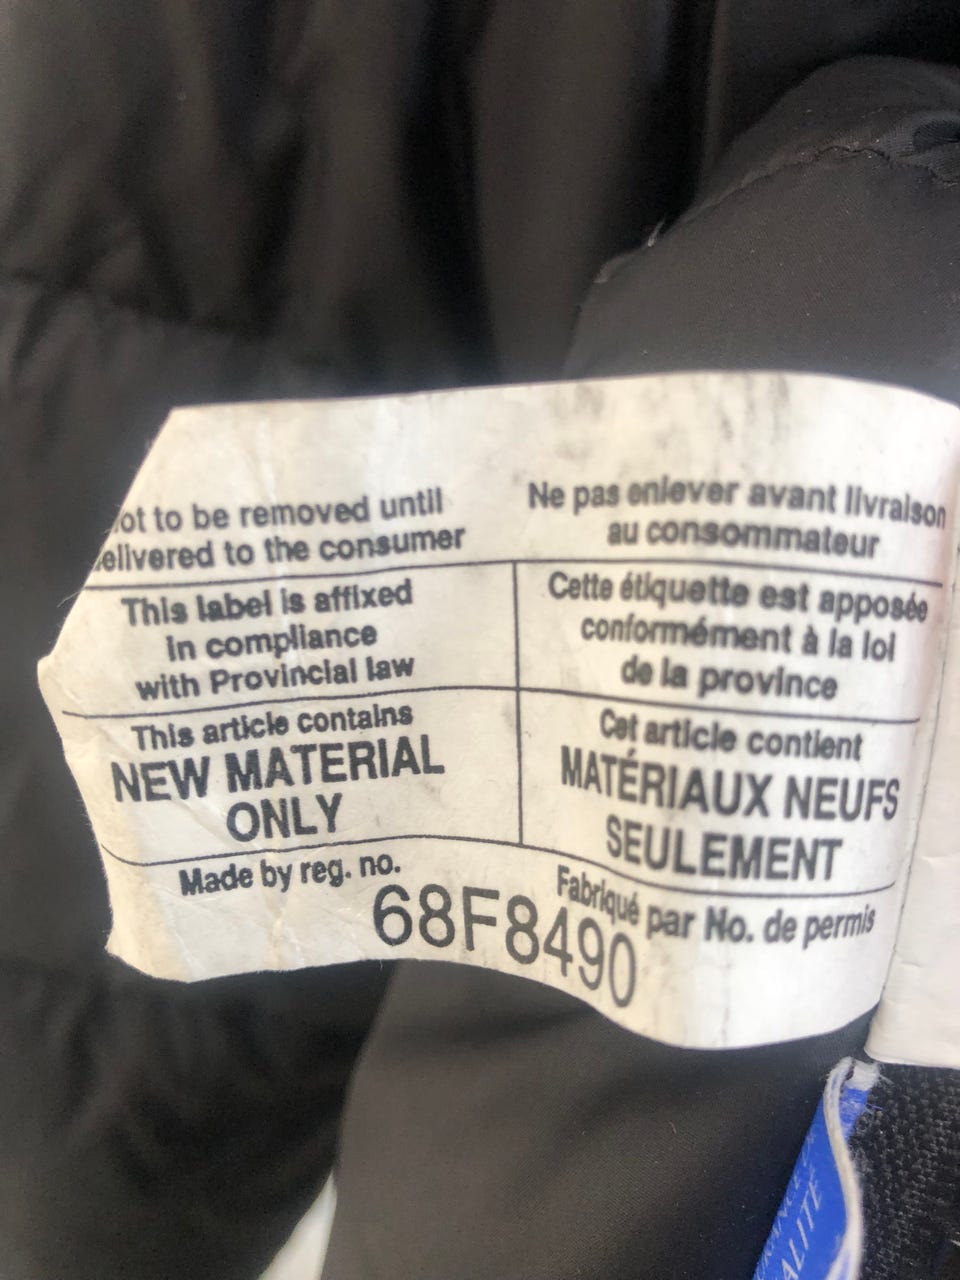 ot to be removed until
elivered to the consumer
Ne pas enlever avant livraison
au consommateur
This label is affixed
in compliance
with Provincial law
Cette étiquette est apposée
conformément à la loi
de la province
This article contains
NEW MATERIAL
ONLY
Cet article contient
MATÉRIAUX NEUFS
SEULEMENT
Made by reg. no.
Fabriqué par No. de permis
68F8490
ALITÉ